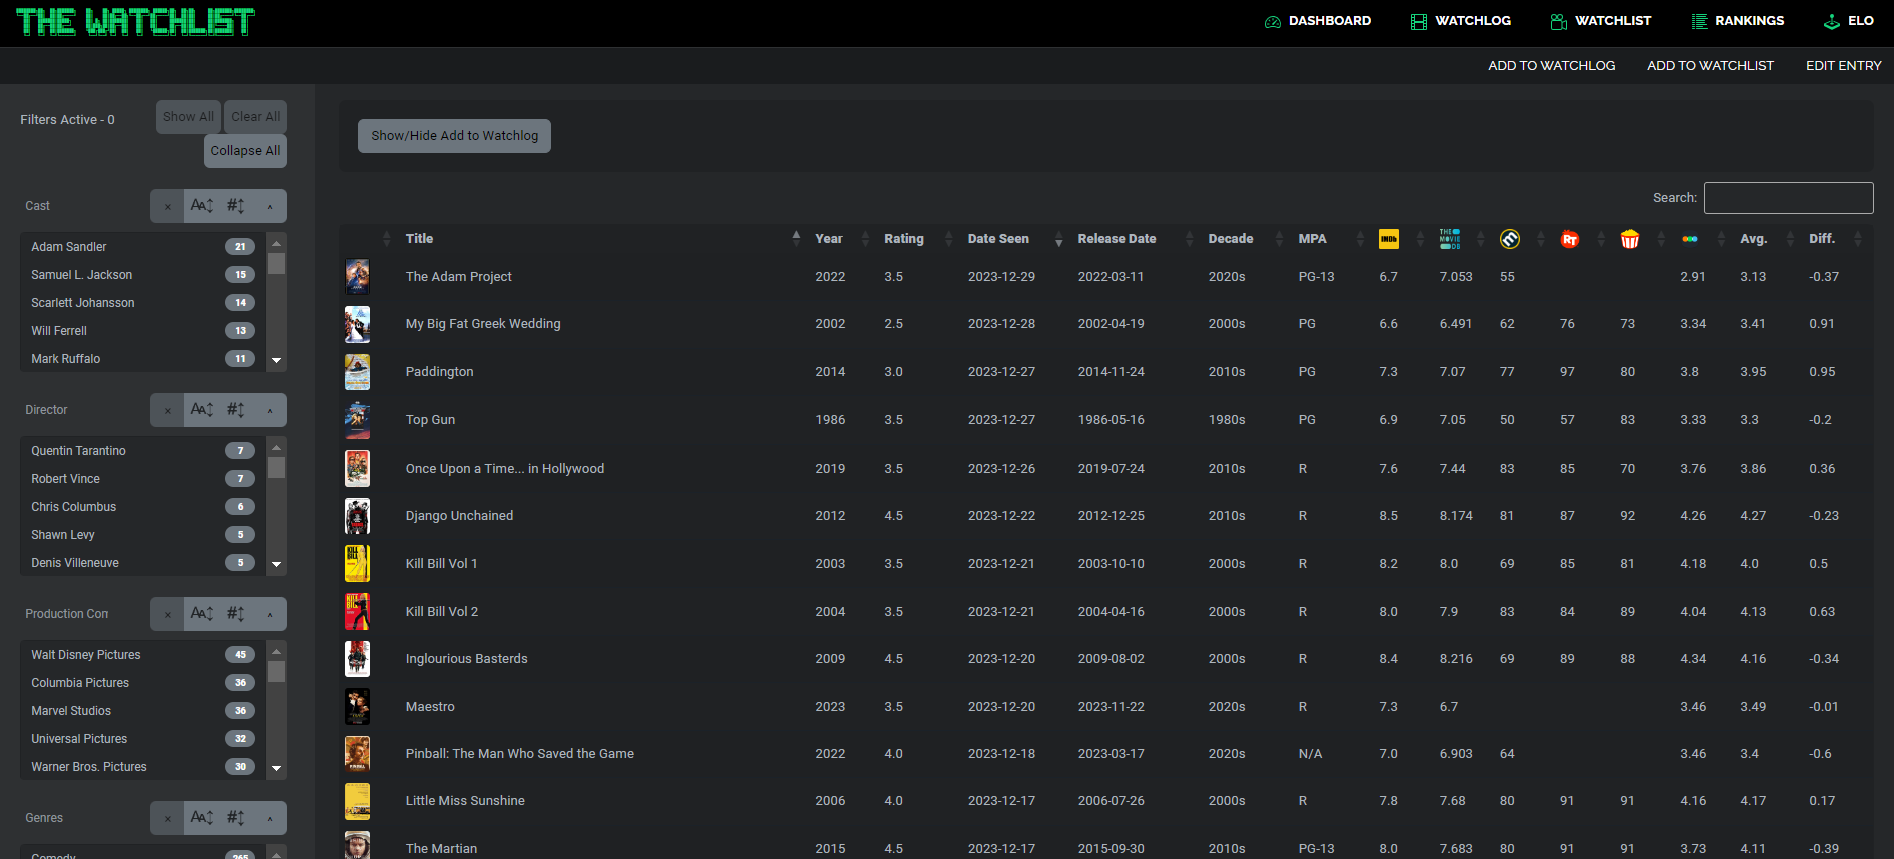 THE WATCHLIST
DASHBOARD WATCHLOG WATCHLIST RANKINGS ELO
ADD TO WATCHLOG ADD TO WATCHLIST EDIT ENTRY
Filters Active - 0 Show All Clear All
Collapse All
Cast
Adam Sandler 21
Samuel L. Jackson 15
Scarlett Johansson 14
Will Ferrell 13
Mark Ruffalo 11
Director
Quentin Tarantino 7
Robert Vince 7
Chris Columbus 6
Shawn Levy 5
Denis Villeneuve 5
Production Com
Walt Disney Pictures 45
Columbia Pictures 36
Marvel Studios 36
Universal Pictures 32
Warner Bros. Pictures 30
Genres
Comedy 265
Show/Hide Add to Watchlog
Search:
Title Year Rating Date Seen Release Date Decade MPA IMDb THE MOVIE DB RT Avg. Diff.
The Adam Project 2022 3.5 2023-12-29 2022-03-11 2020s PG-13 6.7 7.053 55 2.91 3.13 -0.37
My Big Fat Greek Wedding 2002 2.5 2023-12-28 2002-04-19 2000s PG 6.6 6.491 62 76 73 3.34 3.41 0.91
Paddington 2014 3.0 2023-12-27 2014-11-24 2010s PG 7.3 7.07 77 97 80 3.8 3.95 0.95
Top Gun 1986 3.5 2023-12-27 1986-05-16 1980s PG 6.9 7.05 50 57 83 3.33 3.3 -0.2
Once Upon a Time... in Hollywood 2019 3.5 2023-12-26 2019-07-24 2010s R 7.6 7.44 83 85 70 3.76 3.86 0.36
Django Unchained 2012 4.5 2023-12-22 2012-12-25 2010s R 8.5 8.174 81 87 92 4.26 4.27 -0.23
Kill Bill Vol 1 2003 3.5 2023-12-21 2003-10-10 2000s R 8.2 8.0 69 85 81 4.18 4.0 0.5
Kill Bill Vol 2 2004 3.5 2023-12-21 2004-04-16 2000s R 8.0 7.9 83 84 89 4.04 4.13 0.63
Inglourious Basterds 2009 4.5 2023-12-20 2009-08-02 2000s R 8.4 8.216 69 89 88 4.34 4.16 -0.34
Maestro 2023 3.5 2023-12-20 2023-11-22 2020s R 7.3 6.7 3.46 3.49 -0.01
Pinball: The Man Who Saved the Game 2022 4.0 2023-12-18 2023-03-17 2020s N/A 7.0 6.903 64 3.46 3.4 -0.6
Little Miss Sunshine 2006 4.0 2023-12-17 2006-07-26 2000s R 7.8 7.68 80 91 91 4.16 4.17 0.17
The Martian 2015 4.5 2023-12-17 2015-09-30 2010s PG-13 8.0 7.683 80 91 91 3.73 4.11 -0.39